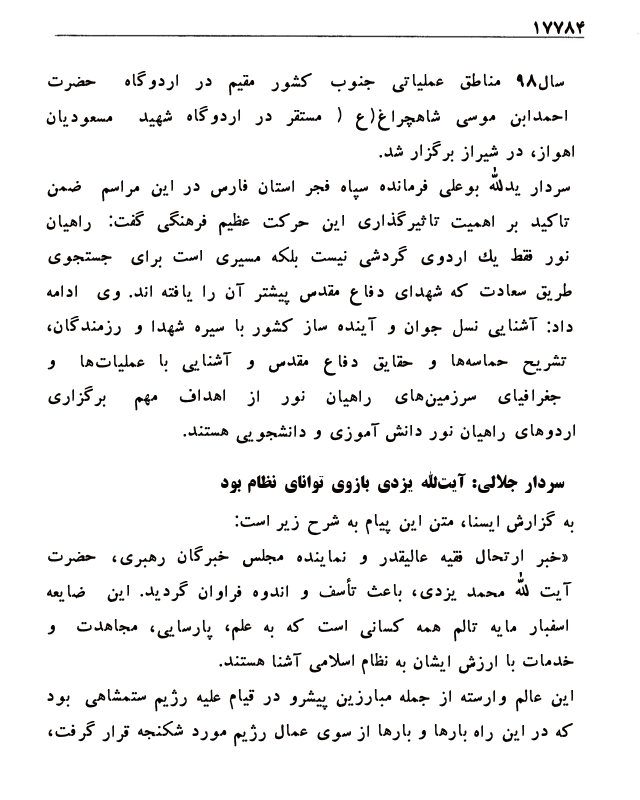 ۱۷۷۸۴
سال۹۸ مناطق عملیاتی جنوب کشور مقیم در اردوگاه حضرت
احمدابن موسی شاهچراغ(ع ( مستقر در اردوگاه شهید مسعودیان
اهواز، در شیراز برگزار شد.
سردار یدالله بوعلی فرمانده سپاه فجر استان فارس در این مراسم ضمن
تاکید بر اهمیت تاثیرگذاری این حرکت عظیم فرهنگی گفت: راهیان
نور فقط یك اردوی گردشی نیست بلکه مسیری است برای جستجوی
طریق سعادت که شهدای دفاع مقدس پیشتر آن را یافته اند. وی ادامه
داد: آشنایی نسل جوان و آینده ساز کشور با سیره شهدا و رزمندگان،
تشریح حماسه‌ها و حقایق دفاع مقدس و آشنایی با عملیات‌ها و
جغرافیای سرزمین‌های راهیان نور از اهداف مهم برگزاری
اردوهای راهیان نور دانش آموزی و دانشجویی هستند.
سردار جلالی: آیت‌لله یزدی بازوی توانای نظام بود
به گزارش ایسنا، متن این پیام به شرح زیر است:
«خبر ارتحال فقیه عالیقدر و نماینده مجلس خبرگان رهبری، حضرت
آیت لله محمد یزدی، باعث تأسف و اندوه فراوان گردید. این ضایعه
اسفبار مایه تالم همه کسانی است که به علم، پارسایی، مجاهدت و
خدمات با ارزش ایشان به نظام اسلامی آشنا هستند.
این عالم وارسته از جمله مبارزین پیشرو در قیام علیه رژیم ستمشاهی بود
که در این راه بارها و بارها از سوی عمال رژیم مورد شکنجه قرار گرفت،